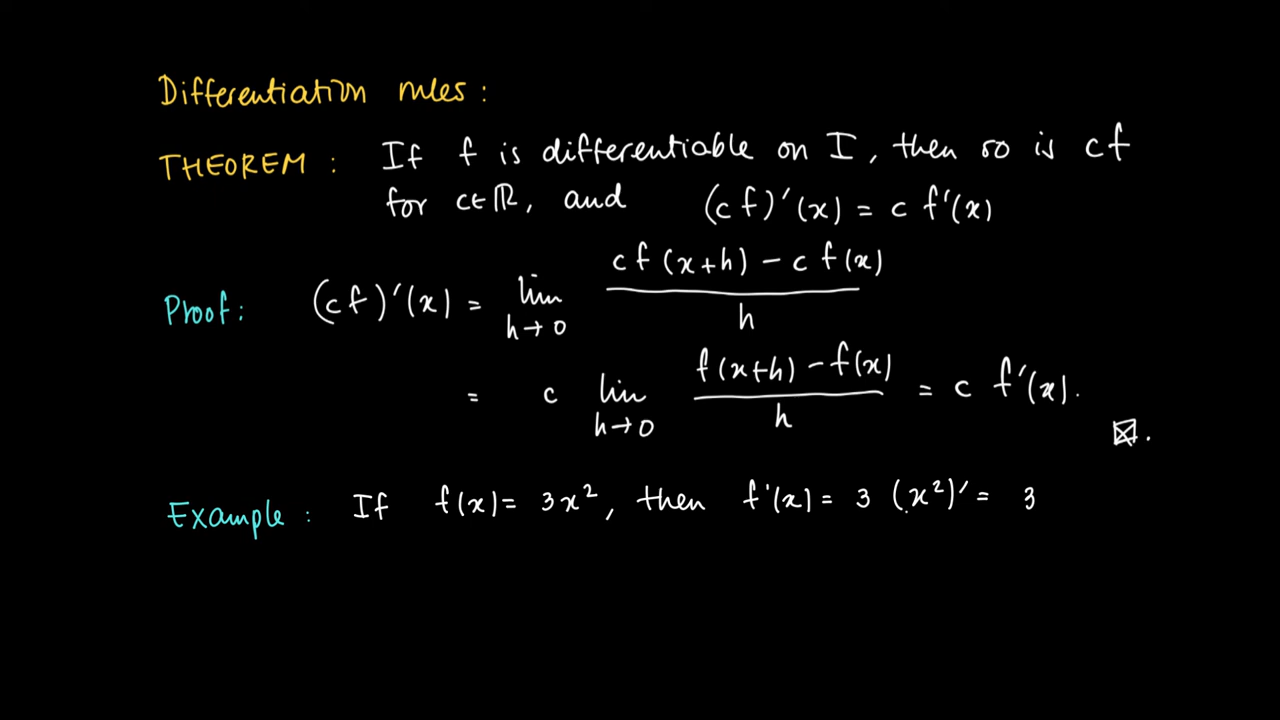 Differentiation rules :
THEOREM : If f is differentiable on I, then so is cf
for c∈ℝ, and (cf)'(x) = c f'(x)
Proof: (cf)'(x) = lim h→0 (cf(x+h) − cf(x))/h
= c lim h→0 (f(x+h) − f(x))/h = c f'(x).
☒.
Example : If f(x) = 3x², then f'(x) = 3 (x²)' = 3